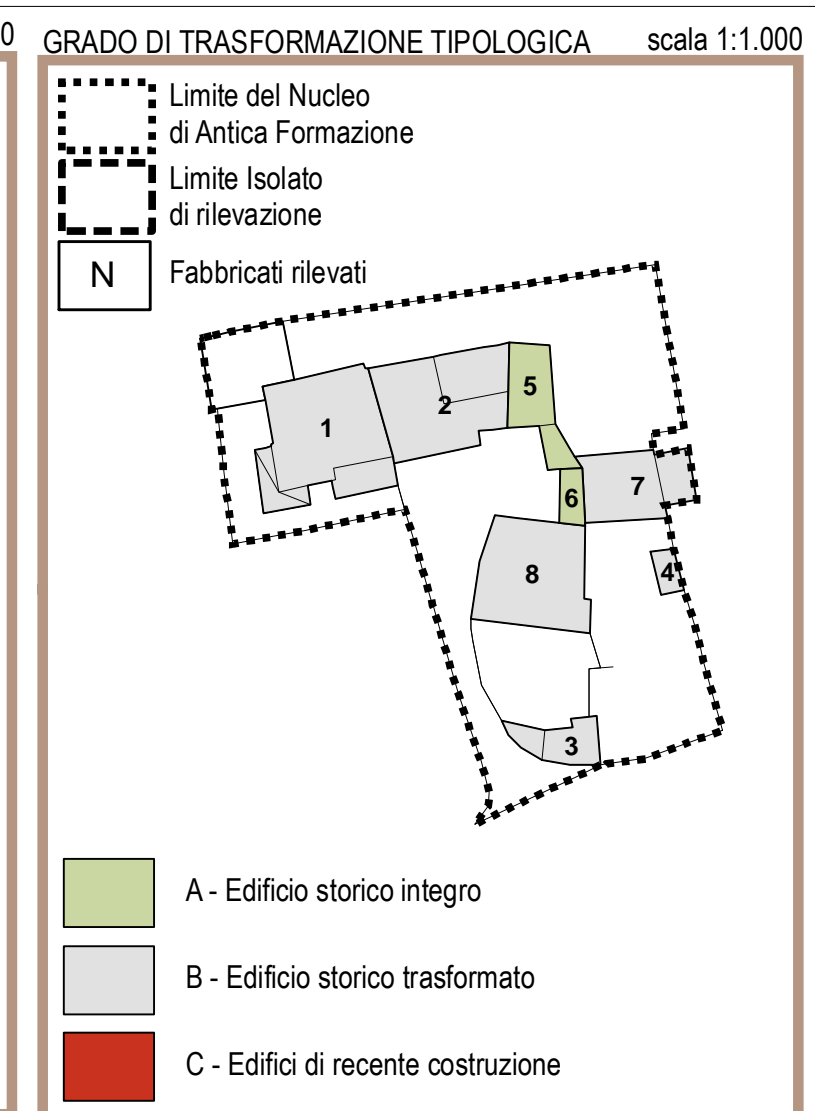 0
GRADO DI TRASFORMAZIONE TIPOLOGICA scala 1:1.000
Limite del Nucleo
di Antica Formazione
Limite Isolato
di rilevazione
N Fabbricati rilevati
5
2
1
7
6
8
4
3
A - Edificio storico integro
B - Edificio storico trasformato
C - Edifici di recente costruzione